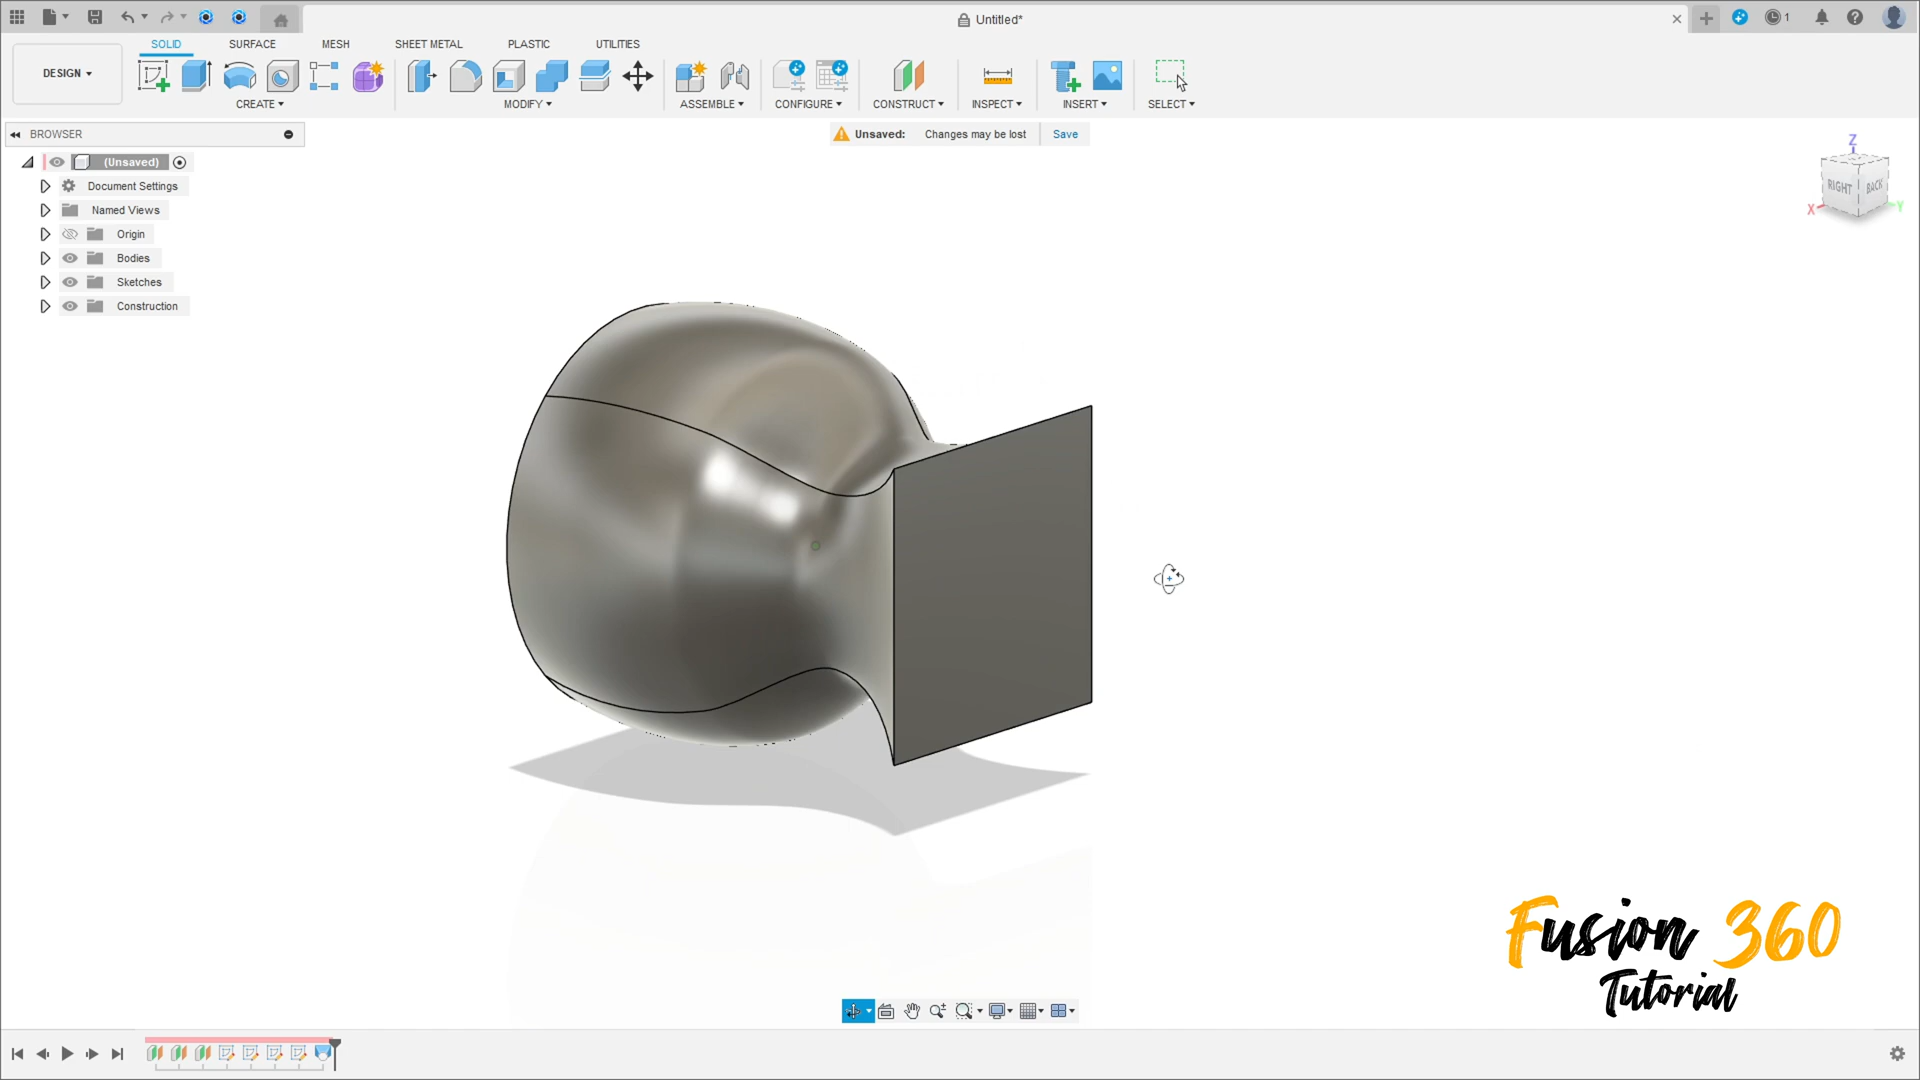 Untitled*
1
DESIGN
SOLID
SURFACE
MESH
SHEET METAL
PLASTIC
UTILITIES
CREATE
MODIFY
ASSEMBLE
CONFIGURE
CONSTRUCT
INSPECT
INSERT
SELECT
BROWSER
Unsaved: Changes may be lost Save
(Unsaved)
Document Settings
Named Views
Origin
Bodies
Sketches
Construction
Z
RIGHT
BACK
X
Y
Fusion 360
Tutorial